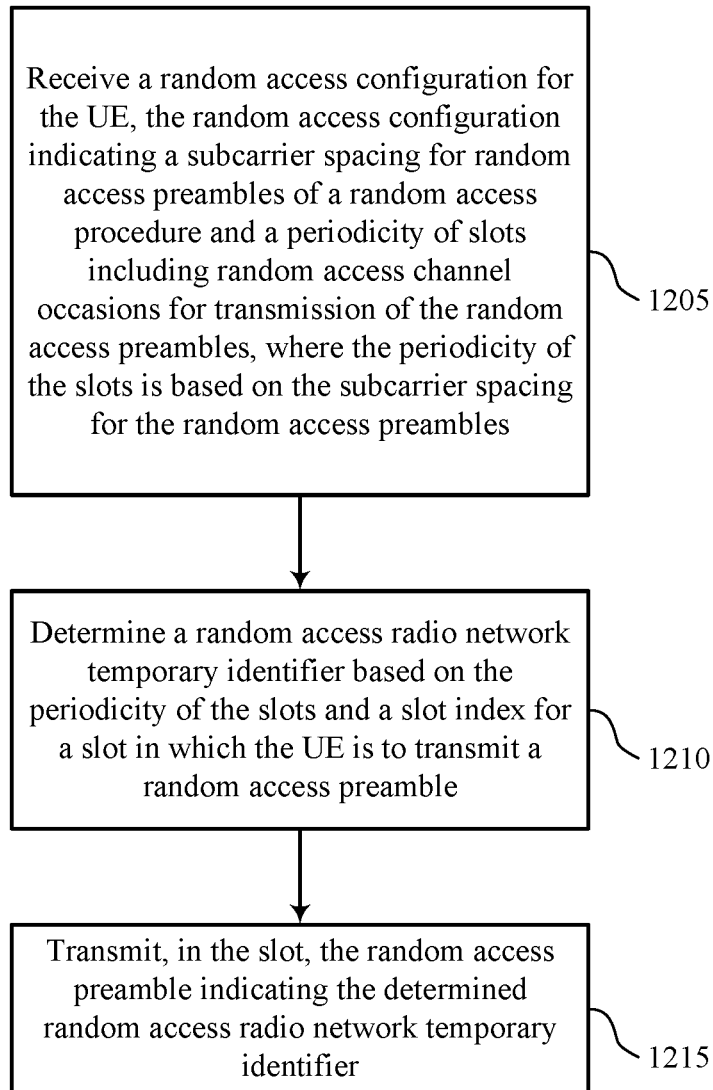 Receive a random access configuration for
the UE, the random access configuration
indicating a subcarrier spacing for random
access preambles of a random access
procedure and a periodicity of slots
including random access channel
occasions for transmission of the random
access preambles, where the periodicity of
the slots is based on the subcarrier spacing
for the random access preambles
1205
Determine a random access radio network
temporary identifier based on the
periodicity of the slots and a slot index for
a slot in which the UE is to transmit a
random access preamble
1210
Transmit, in the slot, the random access
preamble indicating the determined
random access radio network temporary
identifier
1215